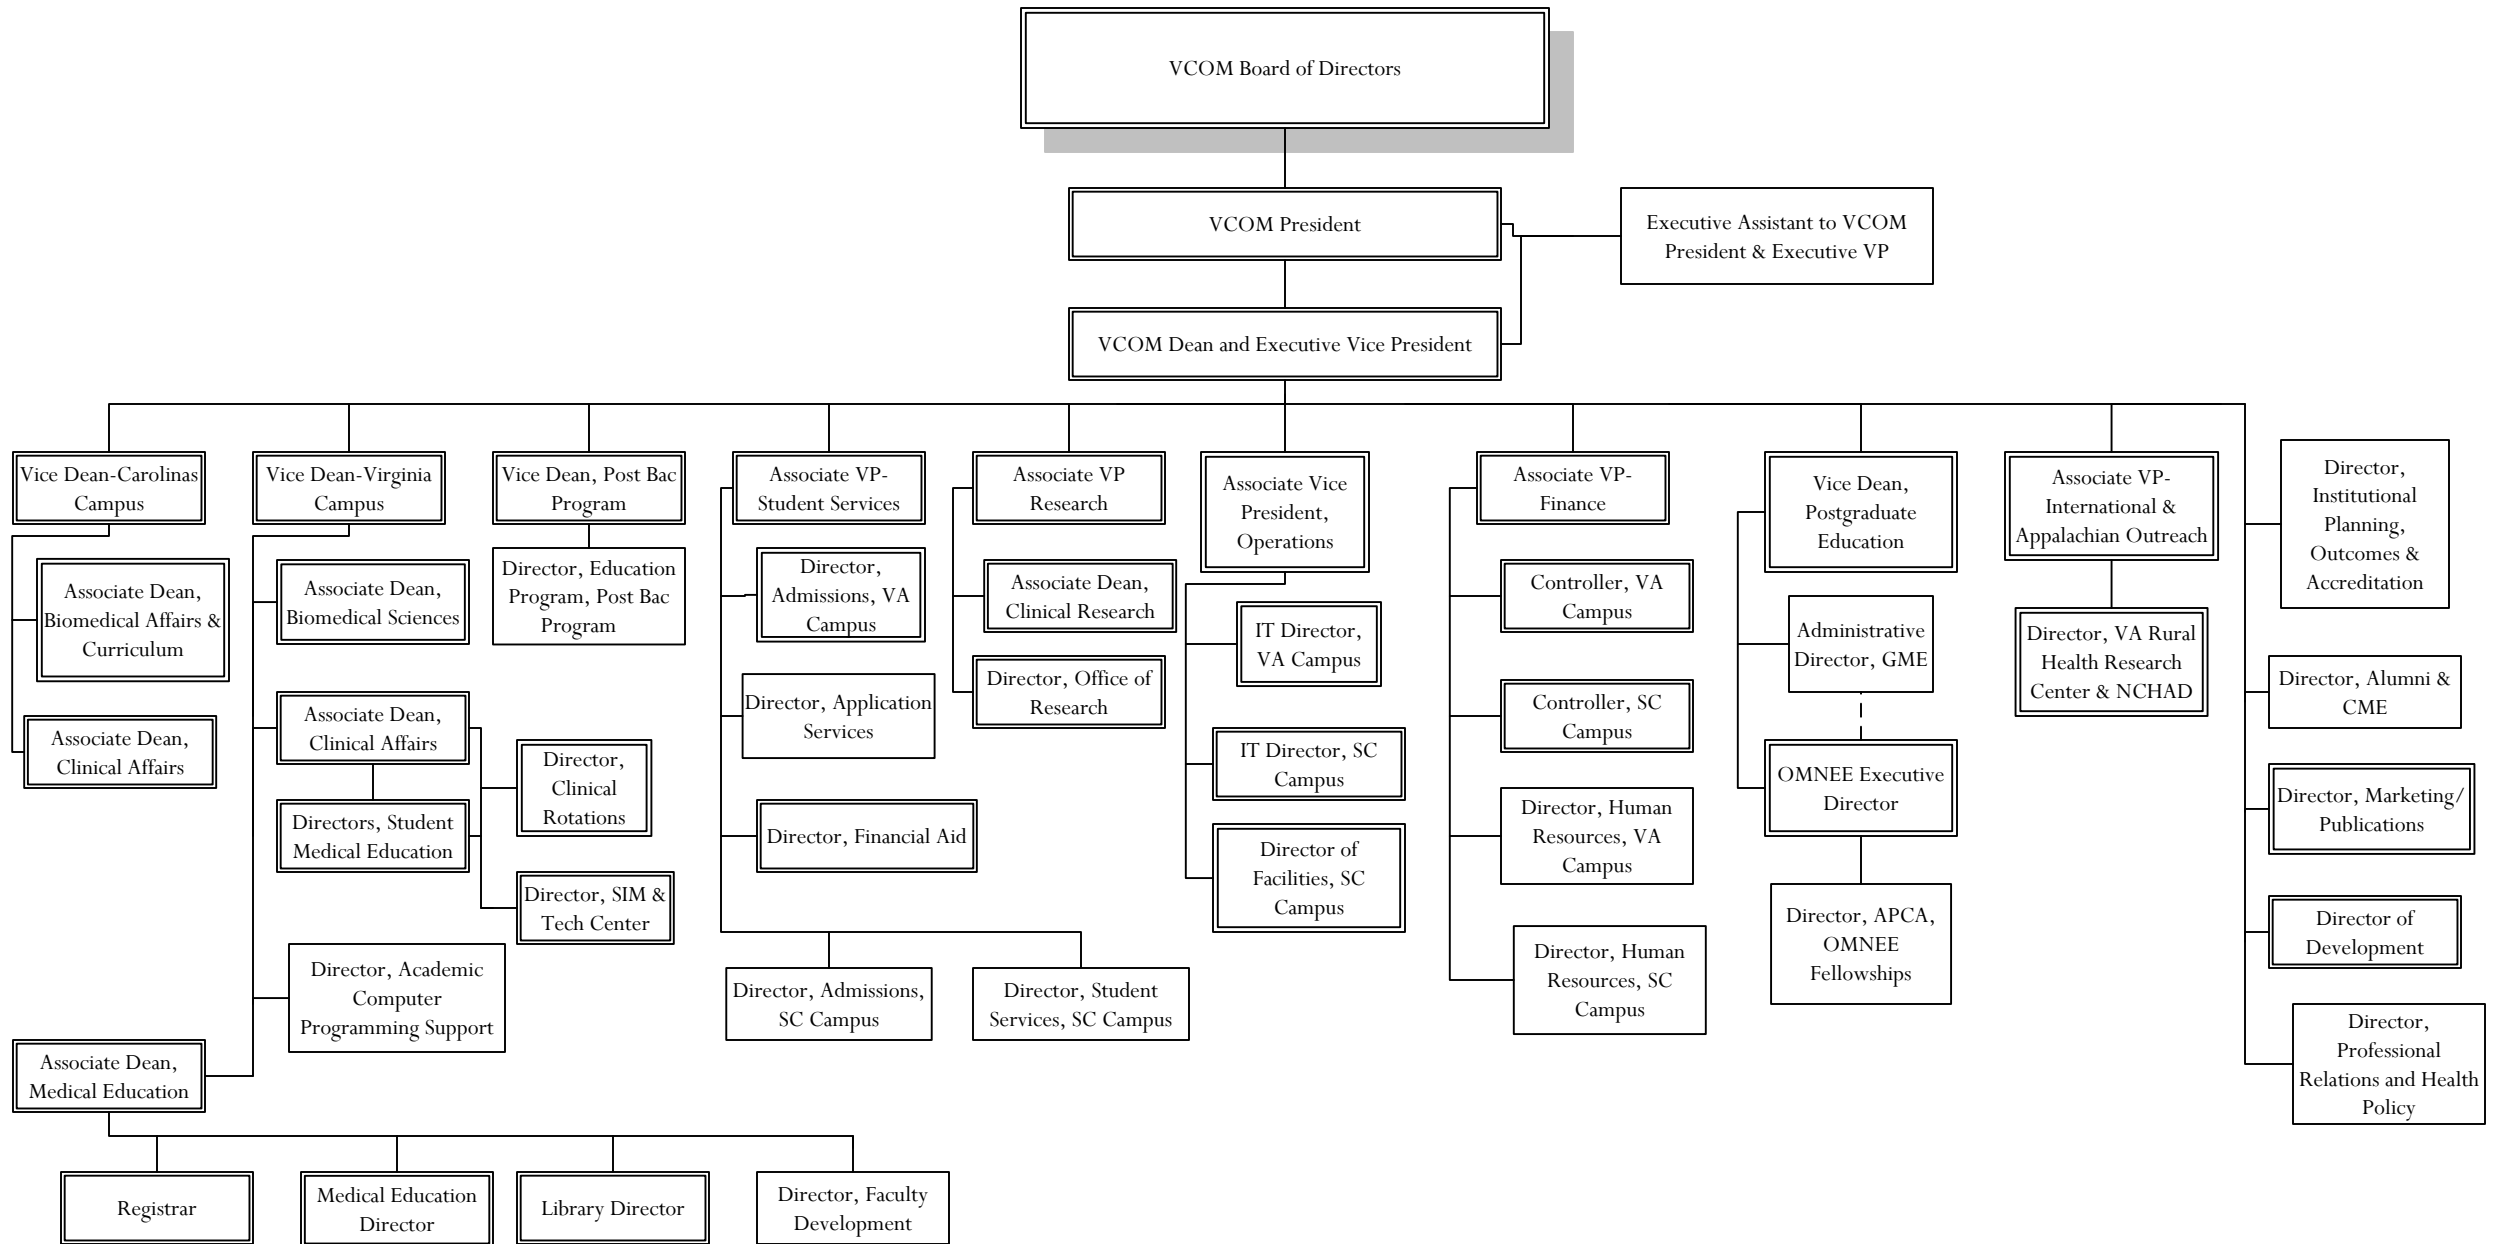 VCOM Board of Directors
VCOM President
Executive Assistant to VCOM
President & Executive VP
VCOM Dean and Executive Vice President
Vice Dean-Carolinas
Campus
Vice Dean-Virginia
Campus
Vice Dean, Post Bac
Program
Associate VP-
Student Services
Associate VP
Research
Associate Vice
President,
Operations
Associate VP-
Finance
Vice Dean,
Postgraduate
Education
Associate VP-
International &
Appalachian Outreach
Director,
Institutional
Planning,
Outcomes &
Accreditation
Associate Dean,
Biomedical Affairs &
Curriculum
Associate Dean,
Biomedical Sciences
Director, Education
Program, Post Bac
Program
Director,
Admissions, VA
Campus
Associate Dean,
Clinical Research
IT Director,
VA Campus
Controller, VA
Campus
Administrative
Director, GME
Director, VA Rural
Health Research
Center & NCHAD
Director, Alumni &
CME
Associate Dean,
Clinical Affairs
Associate Dean,
Clinical Affairs
Director,
Clinical
Rotations
Director, Application
Services
Director, Office of
Research
IT Director, SC
Campus
Controller, SC
Campus
OMNEE Executive
Director
Director, Marketing/
Publications
Directors, Student
Medical Education
Director, Financial Aid
Director of
Facilities, SC
Campus
Director, Human
Resources, VA
Campus
Director, SIM &
Tech Center
Director, APCA,
OMNEE
Fellowships
Director of
Development
Director, Academic
Computer
Programming Support
Director, Admissions,
SC Campus
Director, Student
Services, SC Campus
Director, Human
Resources, SC
Campus
Director,
Professional
Relations and Health
Policy
Associate Dean,
Medical Education
Registrar
Medical Education
Director
Library Director
Director, Faculty
Development